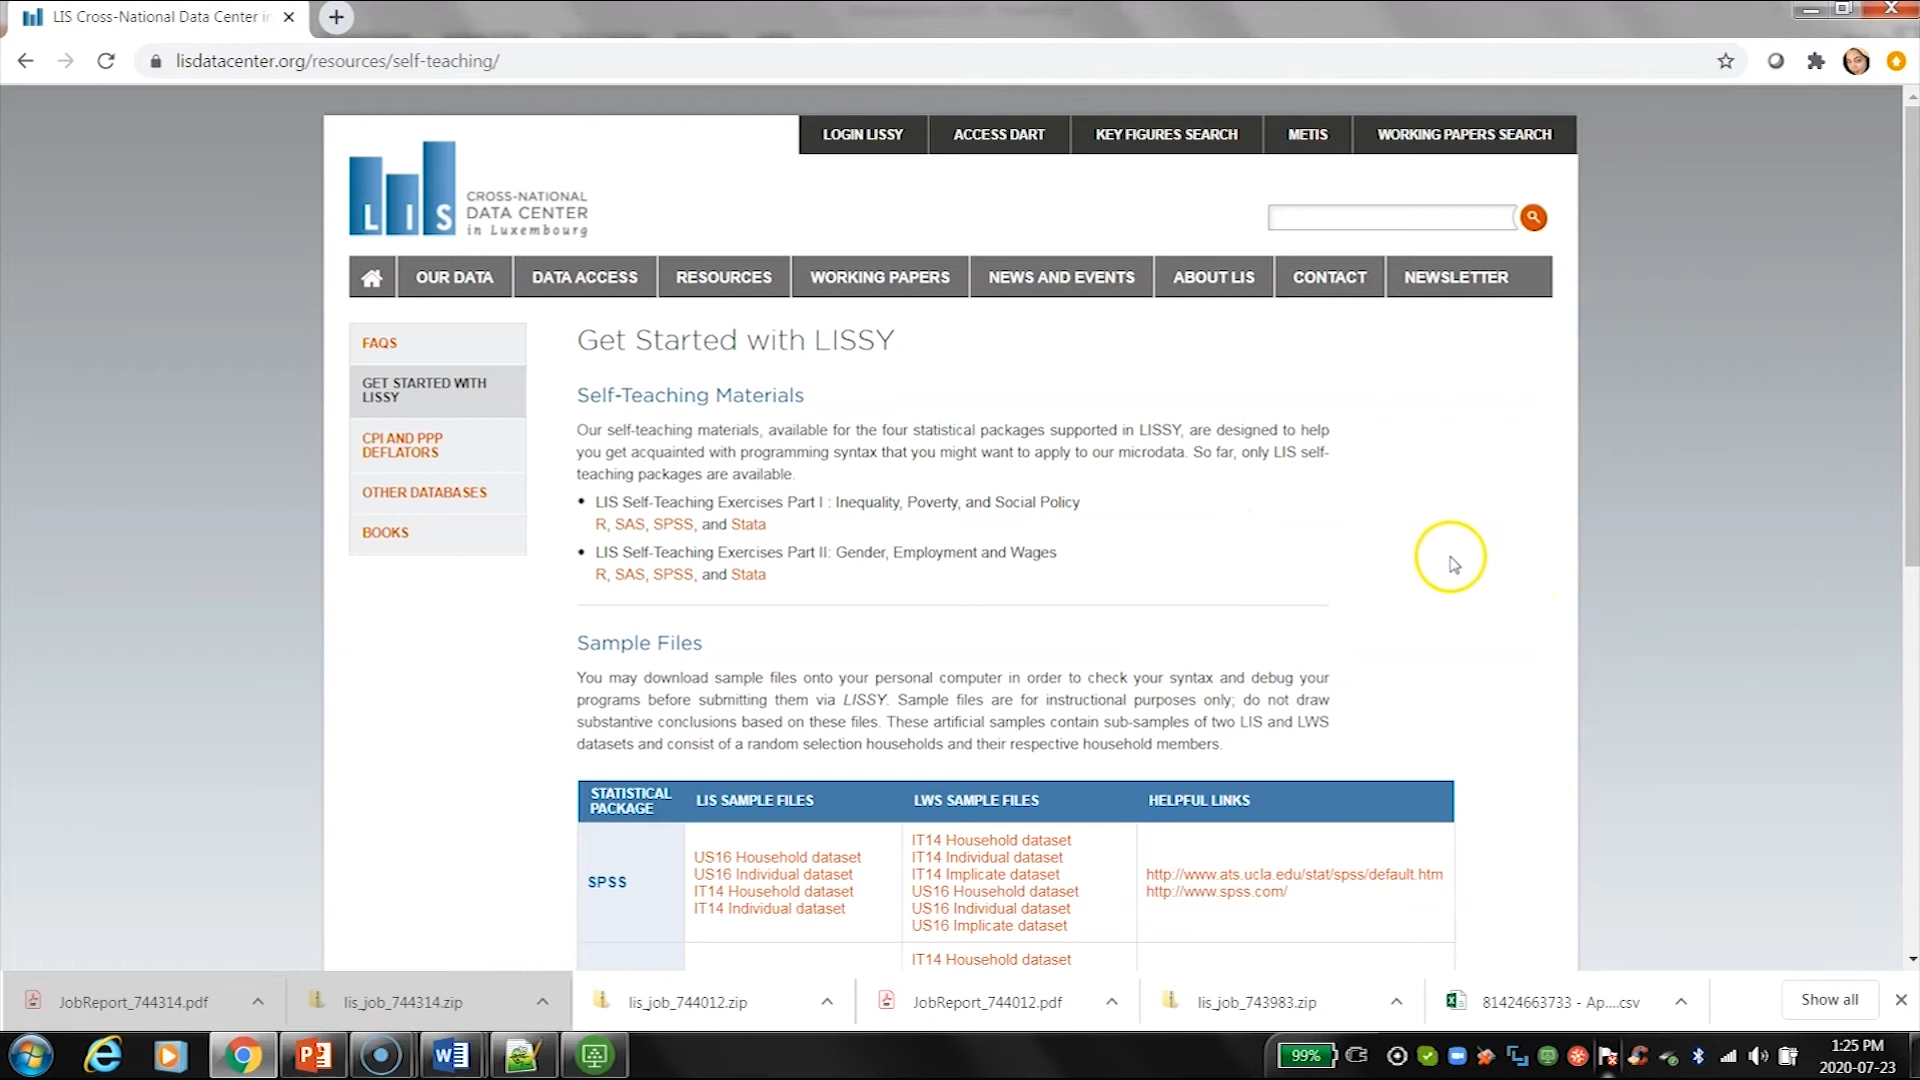 LIS Cross-National Data Center in
lisdatacenter.org/resources/self-teaching/
LOGIN LISSY
ACCESS DART
KEY FIGURES SEARCH
METIS
WORKING PAPERS SEARCH
LIS
CROSS-NATIONAL
DATA CENTER
in Luxembourg
OUR DATA
DATA ACCESS
RESOURCES
WORKING PAPERS
NEWS AND EVENTS
ABOUT LIS
CONTACT
NEWSLETTER
FAQS
GET STARTED WITH
LISSY
CPI AND PPP
DEFLATORS
OTHER DATABASES
BOOKS
Get Started with LISSY
Self-Teaching Materials
Our self-teaching materials, available for the four statistical packages supported in LISSY, are designed to help
you get acquainted with programming syntax that you might want to apply to our microdata. So far, only LIS self-
teaching packages are available.
• LIS Self-Teaching Exercises Part I : Inequality, Poverty, and Social Policy
R, SAS, SPSS, and Stata
• LIS Self-Teaching Exercises Part II: Gender, Employment and Wages
R, SAS, SPSS, and Stata
Sample Files
You may download sample files onto your personal computer in order to check your syntax and debug your
programs before submitting them via LISSY. Sample files are for instructional purposes only; do not draw
substantive conclusions based on these files. These artificial samples contain sub-samples of two LIS and LWS
datasets and consist of a random selection households and their respective household members.
STATISTICAL
PACKAGE
LIS SAMPLE FILES
LWS SAMPLE FILES
HELPFUL LINKS
SPSS
US16 Household dataset
US16 Individual dataset
IT14 Household dataset
IT14 Individual dataset
IT14 Household dataset
IT14 Individual dataset
IT14 Implicate dataset
US16 Household dataset
US16 Individual dataset
US16 Implicate dataset
http://www.ats.ucla.edu/stat/spss/default.htm
http://www.spss.com/
IT14 Household dataset
JobReport_744314.pdf
lis_job_744314.zip
lis_job_744012.zip
JobReport_744012.pdf
lis_job_743983.zip
81424663733 - Ap....csv
Show all
99%
1:25 PM
2020-07-23